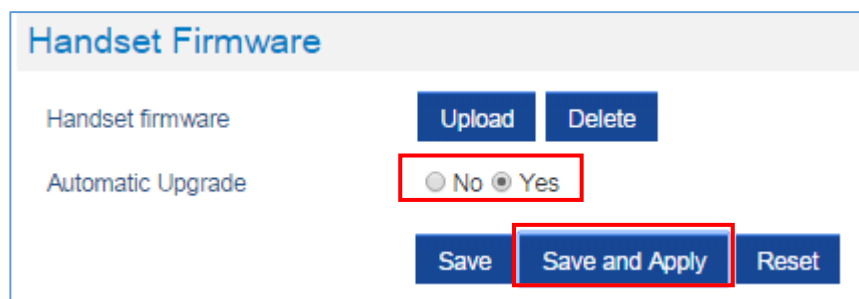 Handset Firmware
Handset firmware Upload Delete
Automatic Upgrade No Yes
Save Save and Apply Reset